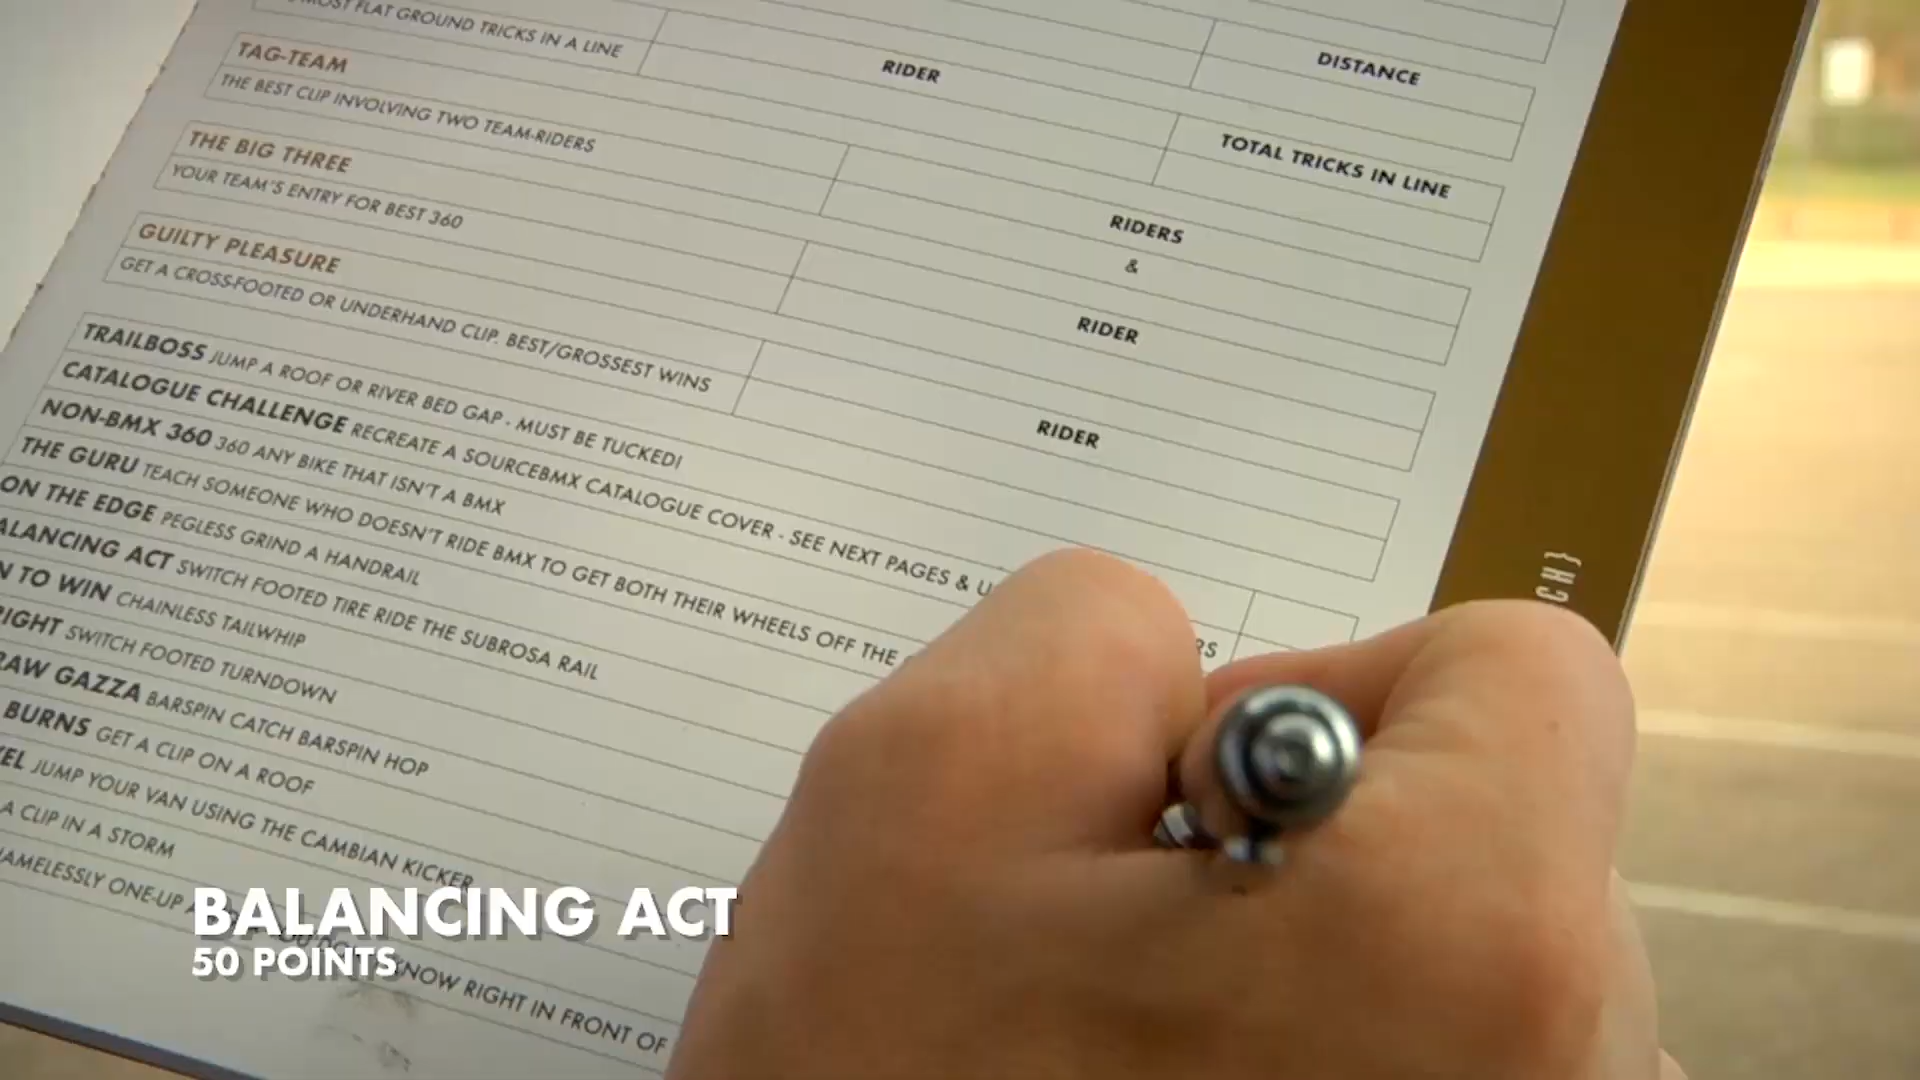 MOST FLAT GROUND TRICKS IN A LINE
RIDER
DISTANCE
TAG-TEAM
THE BEST CLIP INVOLVING TWO TEAM-RIDERS
TOTAL TRICKS IN LINE
THE BIG THREE
YOUR TEAM'S ENTRY FOR BEST 360
RIDERS
&
GUILTY PLEASURE
GET A CROSS-FOOTED OR UNDERHAND CLIP. BEST/GROSSEST WINS
RIDER
RIDER
TRAILBOSS JUMP A ROOF OR RIVER BED GAP - MUST BE TUCKED!
CATALOGUE CHALLENGE RECREATE A SOURCEBMX CATALOGUE COVER - SEE NEXT PAGES &
NON-BMX 360 360 ANY BIKE THAT ISN'T A BMX
THE GURU TEACH SOMEONE WHO DOESN'T RIDE BMX TO GET BOTH THEIR WHEELS OFF THE
ON THE EDGE PEGLESS GRIND A HANDRAIL
ALANCING ACT SWITCH FOOTED TIRE RIDE THE SUBROSA RAIL
N TO WIN CHAINLESS TAILWHIP
RIGHT SWITCH FOOTED TURNDOWN
RAW GAZZA BARSPIN CATCH BARSPIN HOP
BURNS GET A CLIP ON A ROOF
EL JUMP YOUR VAN USING THE CAMBIAN KICKER
A CLIP IN A STORM
AMELESSLY ONE-UP
KNOW RIGHT IN FRONT OF
BALANCING ACT
50 POINTS